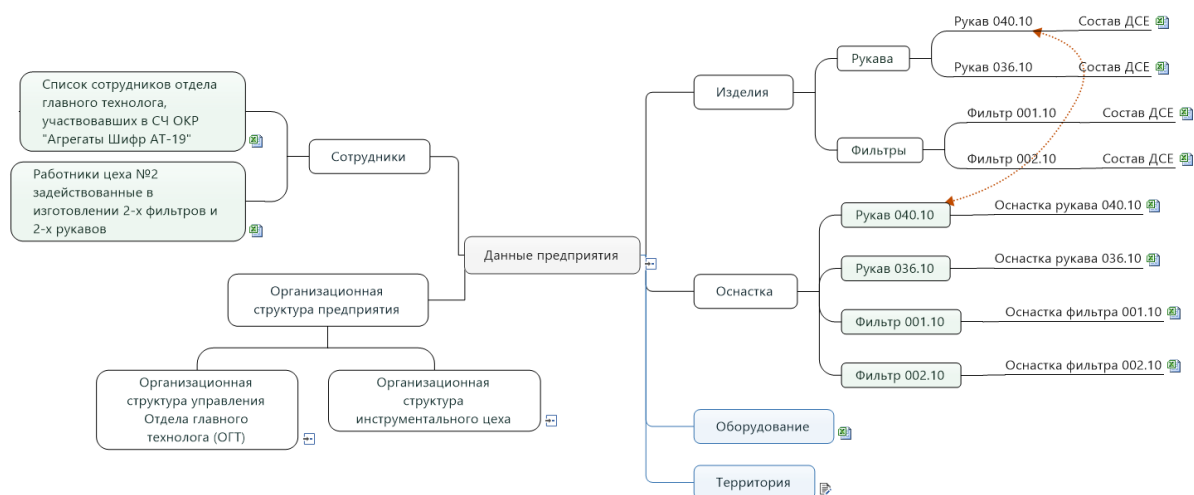 Рукав 040.10
Состав ДСЕ
Рукава
Рукав 036.10
Состав ДСЕ
Изделия
Фильтр 001.10
Состав ДСЕ
Фильтры
Фильтр 002.10
Состав ДСЕ
Список сотрудников отдела
главного технолога,
участвовавших в СЧ ОКР
"Агрегаты Шифр АТ-19"
Сотрудники
Работники цеха №2
задействованные в
изготовлении 2-х фильтров и
2-х рукавов
Данные предприятия
Организационная
структура предприятия
Организационная
структура управления
Отдела главного
технолога (ОГТ)
Организационная
структура
инструментального цеха
Оснастка
Рукав 040.10
Оснастка рукава 040.10
Рукав 036.10
Оснастка рукава 036.10
Фильтр 001.10
Оснастка фильтра 001.10
Фильтр 002.10
Оснастка фильтра 002.10
Оборудование
Территория